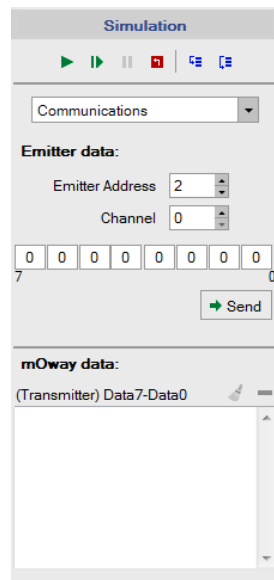 Simulation
Communications
Emitter data:
Emitter Address 2
Channel 0
0 0 0 0 0 0 0 0
7 0
Send
mOway data:
(Transmitter) Data7-Data0